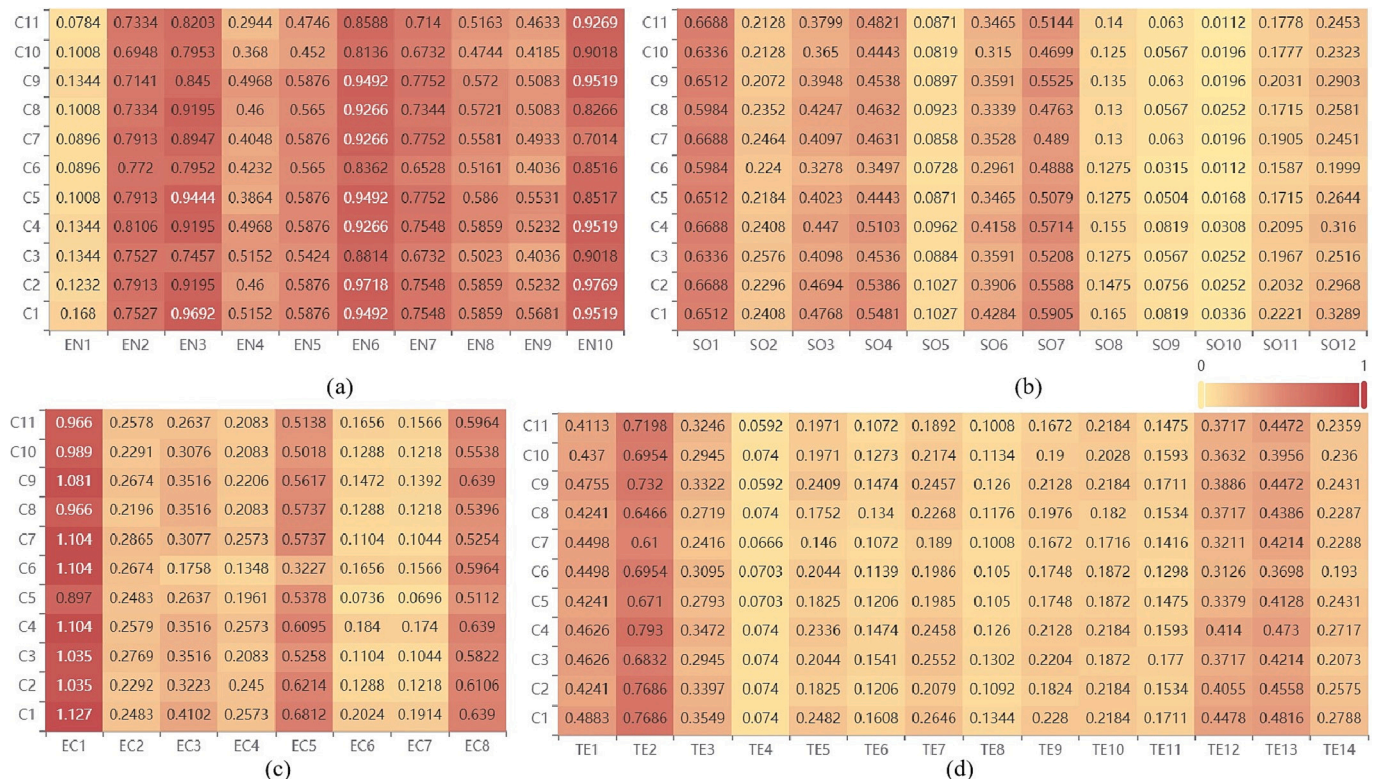 C11 0.0784 0.7334 0.8203 0.2944 0.4746 0.8588 0.714 0.5163 0.4633 0.9269
C10 0.1008 0.6948 0.7953 0.368 0.452 0.8136 0.6732 0.4744 0.4185 0.9018
C9 0.1344 0.7141 0.845 0.4968 0.5876 0.9492 0.7752 0.572 0.5083 0.9519
C8 0.1008 0.7334 0.9195 0.46 0.565 0.9266 0.7344 0.5721 0.5083 0.8266
C7 0.0896 0.7913 0.8947 0.4048 0.5876 0.9266 0.7752 0.5581 0.4933 0.7014
C6 0.0896 0.772 0.7952 0.4232 0.565 0.8362 0.6528 0.5161 0.4036 0.8516
C5 0.1008 0.7913 0.9444 0.3864 0.5876 0.9492 0.7752 0.586 0.5531 0.8517
C4 0.1344 0.8106 0.9195 0.4968 0.5876 0.9266 0.7548 0.5859 0.5232 0.9519
C3 0.1344 0.7527 0.7457 0.5152 0.5424 0.8814 0.6732 0.5023 0.4036 0.9018
C2 0.1232 0.7913 0.9195 0.46 0.5876 0.9718 0.7548 0.5859 0.5232 0.9769
C1 0.168 0.7527 0.9692 0.5152 0.5876 0.9492 0.7548 0.5859 0.5681 0.9519
EN1 EN2 EN3 EN4 EN5 EN6 EN7 EN8 EN9 EN10
(a)
C11 0.6688 0.2128 0.3799 0.4821 0.0871 0.3465 0.5144 0.14 0.063 0.0112 0.1778 0.2453
C10 0.6336 0.2128 0.365 0.4443 0.0819 0.315 0.4699 0.125 0.0567 0.0196 0.1777 0.2323
C9 0.6512 0.2072 0.3948 0.4538 0.0897 0.3591 0.5525 0.135 0.063 0.0196 0.2031 0.2903
C8 0.5984 0.2352 0.4247 0.4632 0.0923 0.3339 0.4763 0.13 0.0567 0.0252 0.1715 0.2581
C7 0.6688 0.2464 0.4097 0.4631 0.0858 0.3528 0.489 0.13 0.063 0.0196 0.1905 0.2451
C6 0.5984 0.224 0.3278 0.3497 0.0728 0.2961 0.4888 0.1275 0.0315 0.0112 0.1587 0.1999
C5 0.6512 0.2184 0.4023 0.4443 0.0871 0.3465 0.5079 0.1275 0.0504 0.0168 0.1715 0.2644
C4 0.6688 0.2408 0.447 0.5103 0.0962 0.4158 0.5714 0.155 0.0819 0.0308 0.2095 0.316
C3 0.6336 0.2576 0.4098 0.4536 0.0884 0.3591 0.5208 0.1275 0.0567 0.0252 0.1967 0.2516
C2 0.6688 0.2296 0.4694 0.5386 0.1027 0.3906 0.5588 0.1475 0.0756 0.0252 0.2032 0.2968
C1 0.6512 0.2408 0.4768 0.5481 0.1027 0.4284 0.5905 0.165 0.0819 0.0336 0.2221 0.3289
SO1 SO2 SO3 SO4 SO5 SO6 SO7 SO8 SO9 SO10 SO11 SO12
(b)
0 1
C11 0.966 0.2578 0.2637 0.2083 0.5138 0.1656 0.1566 0.5964
C10 0.989 0.2291 0.3076 0.2083 0.5018 0.1288 0.1218 0.5538
C9 1.081 0.2674 0.3516 0.2206 0.5617 0.1472 0.1392 0.639
C8 0.966 0.2196 0.3516 0.2083 0.5737 0.1288 0.1218 0.5396
C7 1.104 0.2865 0.3077 0.2573 0.5737 0.1104 0.1044 0.5254
C6 1.104 0.2674 0.1758 0.1348 0.3227 0.1656 0.1566 0.5964
C5 0.897 0.2483 0.2637 0.1961 0.5378 0.0736 0.0696 0.5112
C4 1.104 0.2579 0.3516 0.2573 0.6095 0.184 0.174 0.639
C3 1.035 0.2769 0.3516 0.2083 0.5258 0.1104 0.1044 0.5822
C2 1.035 0.2292 0.3223 0.245 0.6214 0.1288 0.1218 0.6106
C1 1.127 0.2483 0.4102 0.2573 0.6812 0.2024 0.1914 0.639
EC1 EC2 EC3 EC4 EC5 EC6 EC7 EC8
(c)
C11 0.4113 0.7198 0.3246 0.0592 0.1971 0.1072 0.1892 0.1008 0.1672 0.2184 0.1475 0.3717 0.4472 0.2359
C10 0.437 0.6954 0.2945 0.074 0.1971 0.1273 0.2174 0.1134 0.19 0.2028 0.1593 0.3632 0.3956 0.236
C9 0.4755 0.732 0.3322 0.0592 0.2409 0.1474 0.2457 0.126 0.2128 0.2184 0.1711 0.3886 0.4472 0.2431
C8 0.4241 0.6466 0.2719 0.074 0.1752 0.134 0.2268 0.1176 0.1976 0.182 0.1534 0.3717 0.4386 0.2287
C7 0.4498 0.61 0.2416 0.0666 0.146 0.1072 0.189 0.1008 0.1672 0.1716 0.1416 0.3211 0.4214 0.2288
C6 0.4498 0.6954 0.3095 0.0703 0.2044 0.1139 0.1986 0.105 0.1748 0.1872 0.1298 0.3126 0.3698 0.193
C5 0.4241 0.671 0.2793 0.0703 0.1825 0.1206 0.1985 0.105 0.1748 0.1872 0.1475 0.3379 0.4128 0.2431
C4 0.4626 0.793 0.3472 0.074 0.2336 0.1474 0.2458 0.126 0.2128 0.2184 0.1593 0.414 0.473 0.2717
C3 0.4626 0.6832 0.2945 0.074 0.2044 0.1541 0.2552 0.1302 0.2204 0.1872 0.177 0.3717 0.4214 0.2073
C2 0.4241 0.7686 0.3397 0.074 0.1825 0.1206 0.2079 0.1092 0.1824 0.2184 0.1534 0.4055 0.4558 0.2575
C1 0.4883 0.7686 0.3549 0.074 0.2482 0.1608 0.2646 0.1344 0.228 0.2184 0.1711 0.4478 0.4816 0.2788
TE1 TE2 TE3 TE4 TE5 TE6 TE7 TE8 TE9 TE10 TE11 TE12 TE13 TE14
(d)